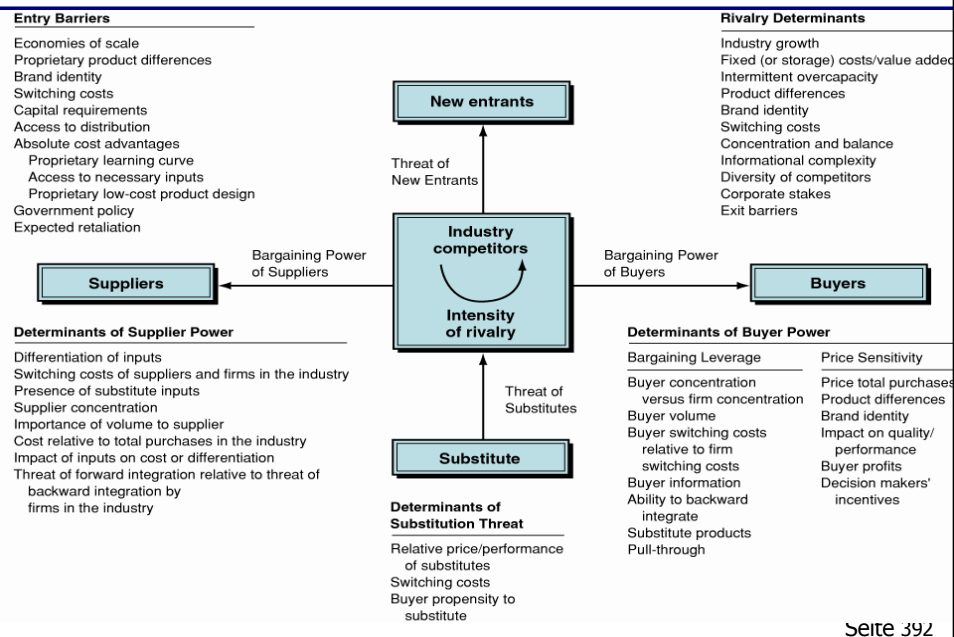 Entry Barriers
Economies of scale
Proprietary product differences
Brand identity
Switching costs
Capital requirements
Access to distribution
Absolute cost advantages
Proprietary learning curve
Access to necessary inputs
Proprietary low-cost product design
Government policy
Expected retaliation
Rivalry Determinants
Industry growth
Fixed (or storage) costs/value added
Intermittent overcapacity
Product differences
Brand identity
Switching costs
Concentration and balance
Informational complexity
Diversity of competitors
Corporate stakes
Exit barriers
New entrants
Threat of
New Entrants
Industry
competitors
Intensity
of rivalry
Bargaining Power
of Suppliers
Suppliers
Bargaining Power
of Buyers
Buyers
Determinants of Supplier Power
Differentiation of inputs
Switching costs of suppliers and firms in the industry
Presence of substitute inputs
Supplier concentration
Importance of volume to supplier
Cost relative to total purchases in the industry
Impact of inputs on cost or differentiation
Threat of forward integration relative to threat of
backward integration by
firms in the industry
Threat of
Substitutes
Substitute
Determinants of
Substitution Threat
Relative price/performance
of substitutes
Switching costs
Buyer propensity to
substitute
Determinants of Buyer Power
Bargaining Leverage
Buyer concentration
versus firm concentration
Buyer volume
Buyer switching costs
relative to firm
switching costs
Buyer information
Ability to backward
integrate
Substitute products
Pull-through
Price Sensitivity
Price total purchases
Product differences
Brand identity
Impact on quality/
performance
Buyer profits
Decision makers'
incentives
Seite 392